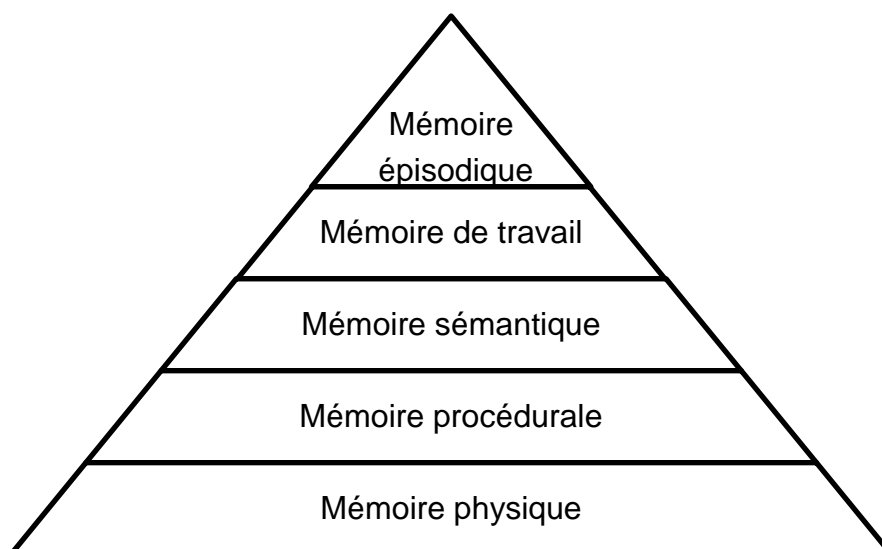 Mémoire
épisodique
Mémoire de travail
Mémoire sémantique
Mémoire procédurale
Mémoire physique